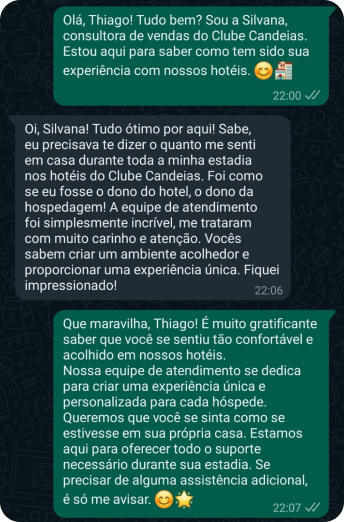 Olá, Thiago! Tudo bem? Sou a Silvana,
consultora de vendas do Clube Candeias.
Estou aqui para saber como tem sido sua
experiência com nossos hotéis. 😊🏩
22:00
Oi, Silvana! Tudo ótimo por aqui! Sabe,
eu precisava te dizer o quanto me senti
em casa durante toda a minha estadia
nos hotéis do Clube Candeias. Foi como
se eu fosse o dono do hotel, o dono da
hospedagem! A equipe de atendimento
foi simplesmente incrível, me trataram
com muito carinho e atenção. Vocês
sabem criar um ambiente acolhedor e
proporcionar uma experiência única. Fiquei
impressionado!
22:06
Que maravilha, Thiago! É muito gratificante
saber que você se sentiu tão confortável e
acolhido em nossos hotéis.
Nossa equipe de atendimento se dedica
para criar uma experiência única e
personalizada para cada hóspede.
Queremos que você se sinta como se
estivesse em sua própria casa. Estamos
aqui para oferecer todo o suporte
necessário durante sua estadia. Se
precisar de alguma assistência adicional,
é só me avisar. 😊🌟
22:07